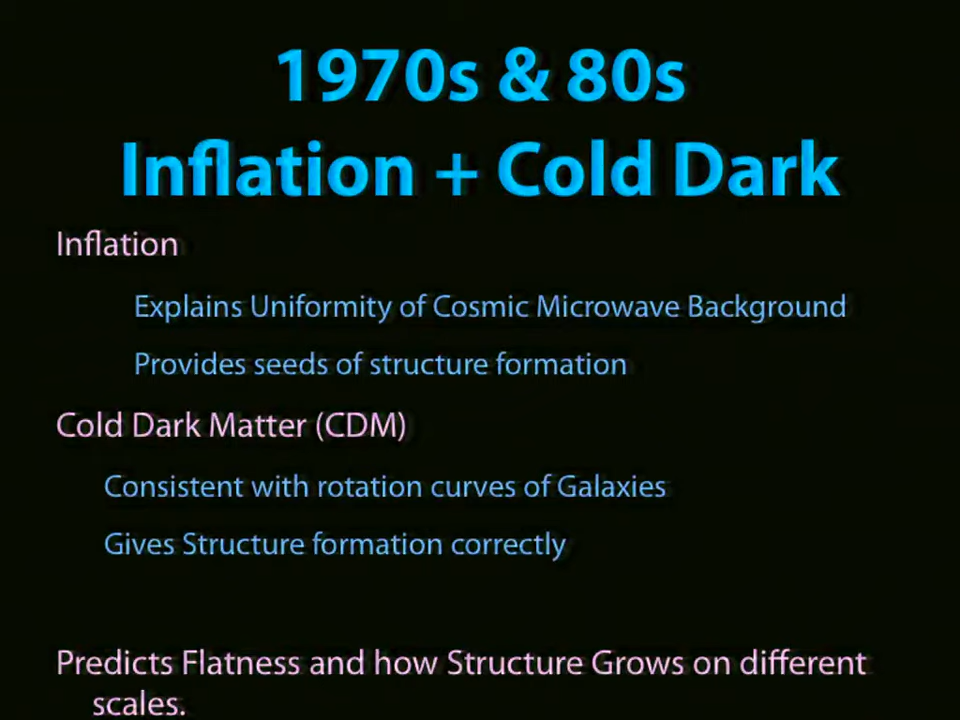 1970s & 80s
Inflation + Cold Dark
Inflation
Explains Uniformity of Cosmic Microwave Background
Provides seeds of structure formation
Cold Dark Matter (CDM)
Consistent with rotation curves of Galaxies
Gives Structure formation correctly
Predicts Flatness and how Structure Grows on different
scales.